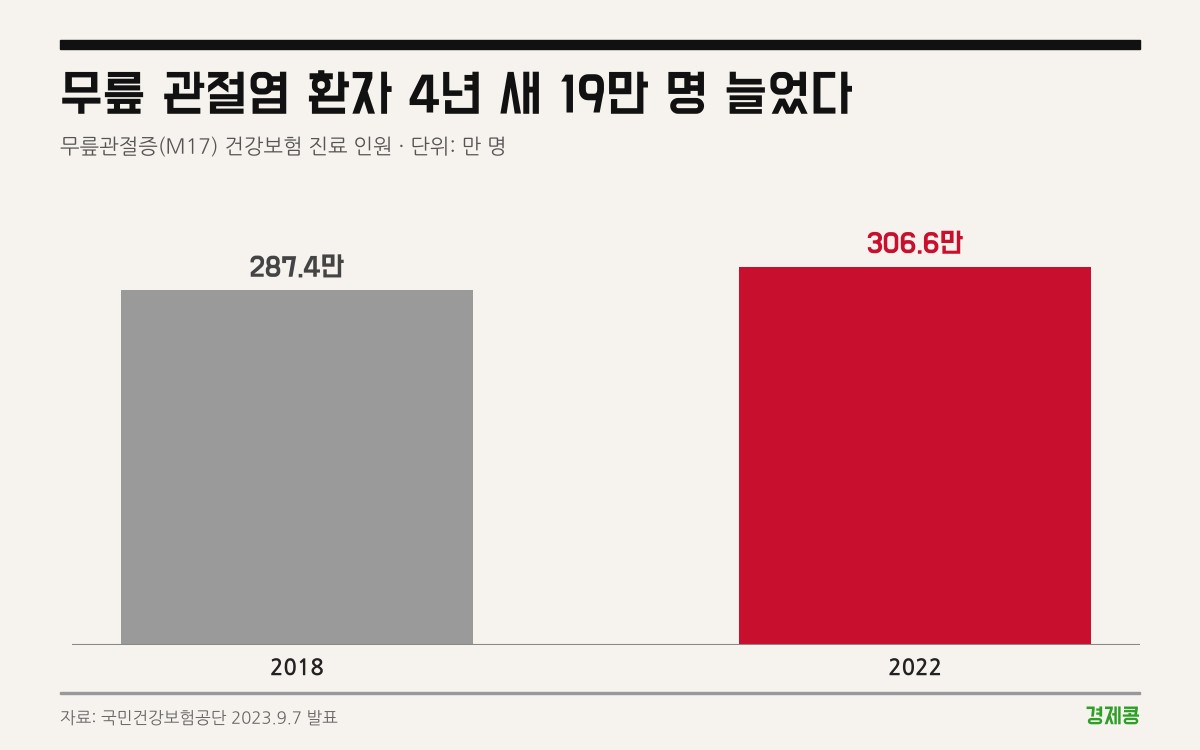 무릎 관절염 환자 4년 새 19만 명 늘었다
무릎관절증(M17) 건강보험 진료 인원 · 단위: 만 명
287.4만
306.6만
2018
2022
자료: 국민건강보험공단 2023.9.7 발표
경제콩